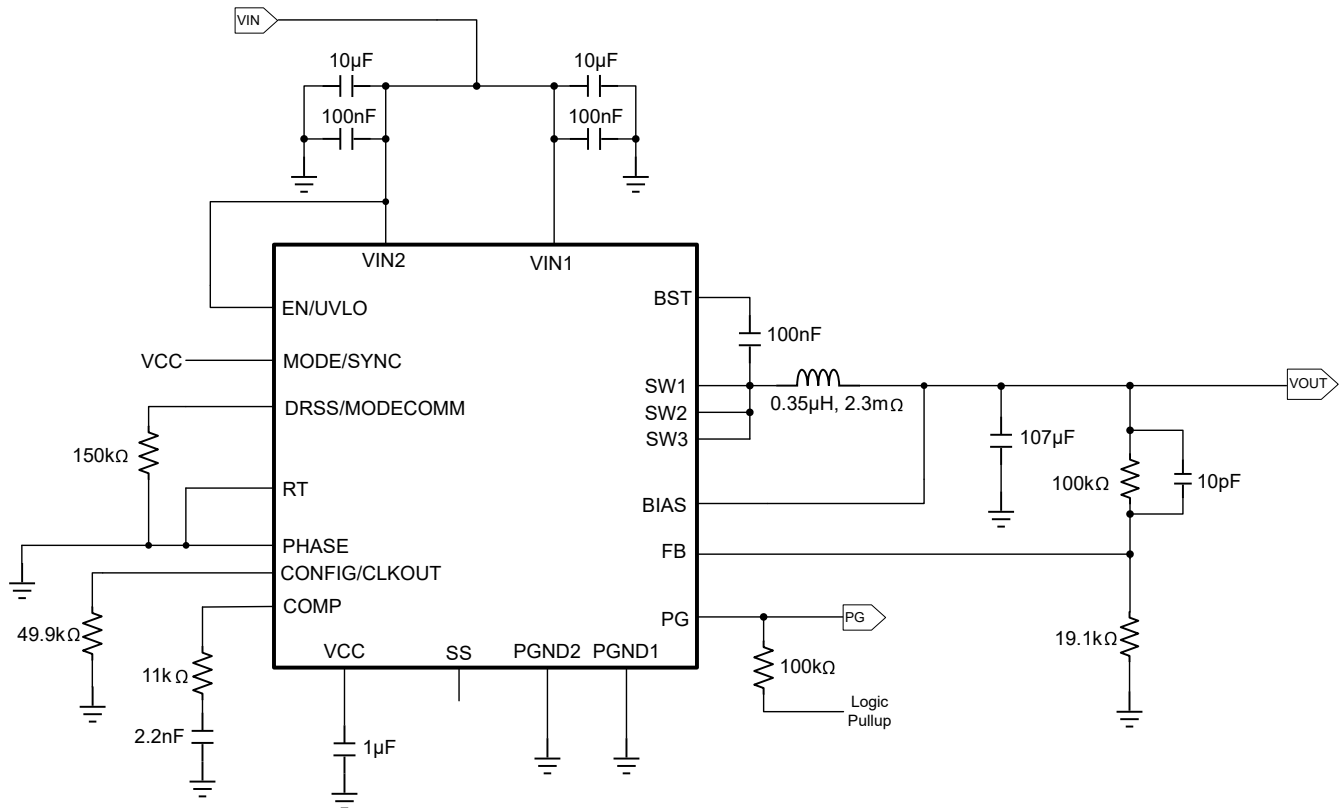 VIN
10µF
10µF
100nF
100nF
VIN2
VIN1
BST
EN/UVLO
100nF
VCC
MODE/SYNC
SW1
VOUT
0.35µH, 2.3mΩ
DRSS/MODECOMM
SW2
SW3
107µF
150kΩ
100kΩ
10pF
RT
BIAS
PHASE
FB
CONFIG/CLKOUT
COMP
PG
PG
49.9kΩ
19.1kΩ
VCC
SS
PGND2
PGND1
11kΩ
100kΩ
Logic
Pullup
2.2nF
1µF